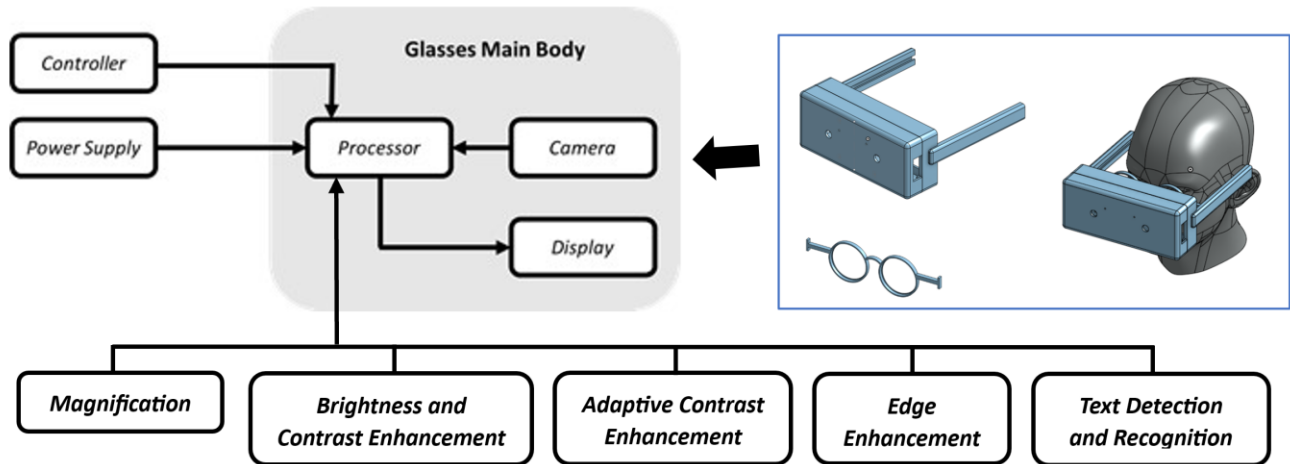 Glasses Main Body
Controller
Power Supply
Processor
Camera
Display
Magnification
Brightness and
Contrast Enhancement
Adaptive Contrast
Enhancement
Edge
Enhancement
Text Detection
and Recognition